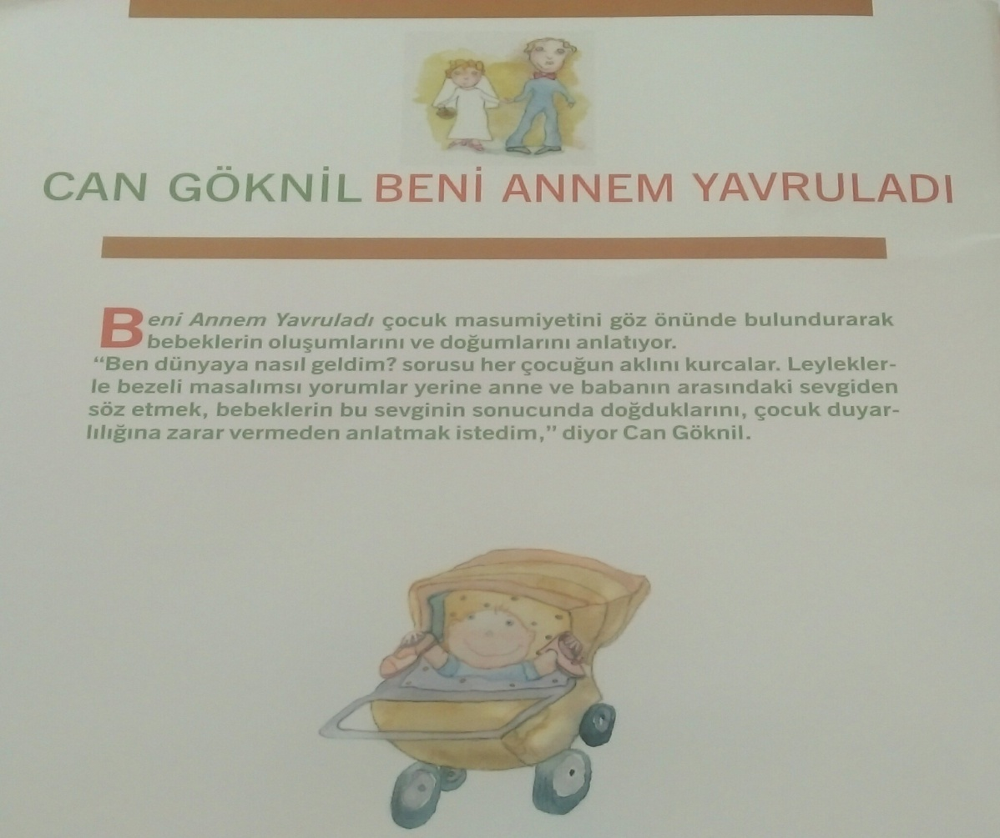 CAN GÖKNİL BENİ ANNEM YAVRULADI
Beni Annem Yavruladı çocuk masumiyetini göz önünde bulundurarak
bebeklerin oluşumlarını ve doğumlarını anlatıyor.
“Ben dünyaya nasıl geldim? sorusu her çocuğun aklını kurcalar. Leylekler-
le bezeli masalımsı yorumlar yerine anne ve babanın arasındaki sevgiden
söz etmek, bebeklerin bu sevginin sonucunda doğduklarını, çocuk duyar-
lılığına zarar vermeden anlatmak istedim,” diyor Can Göknil.